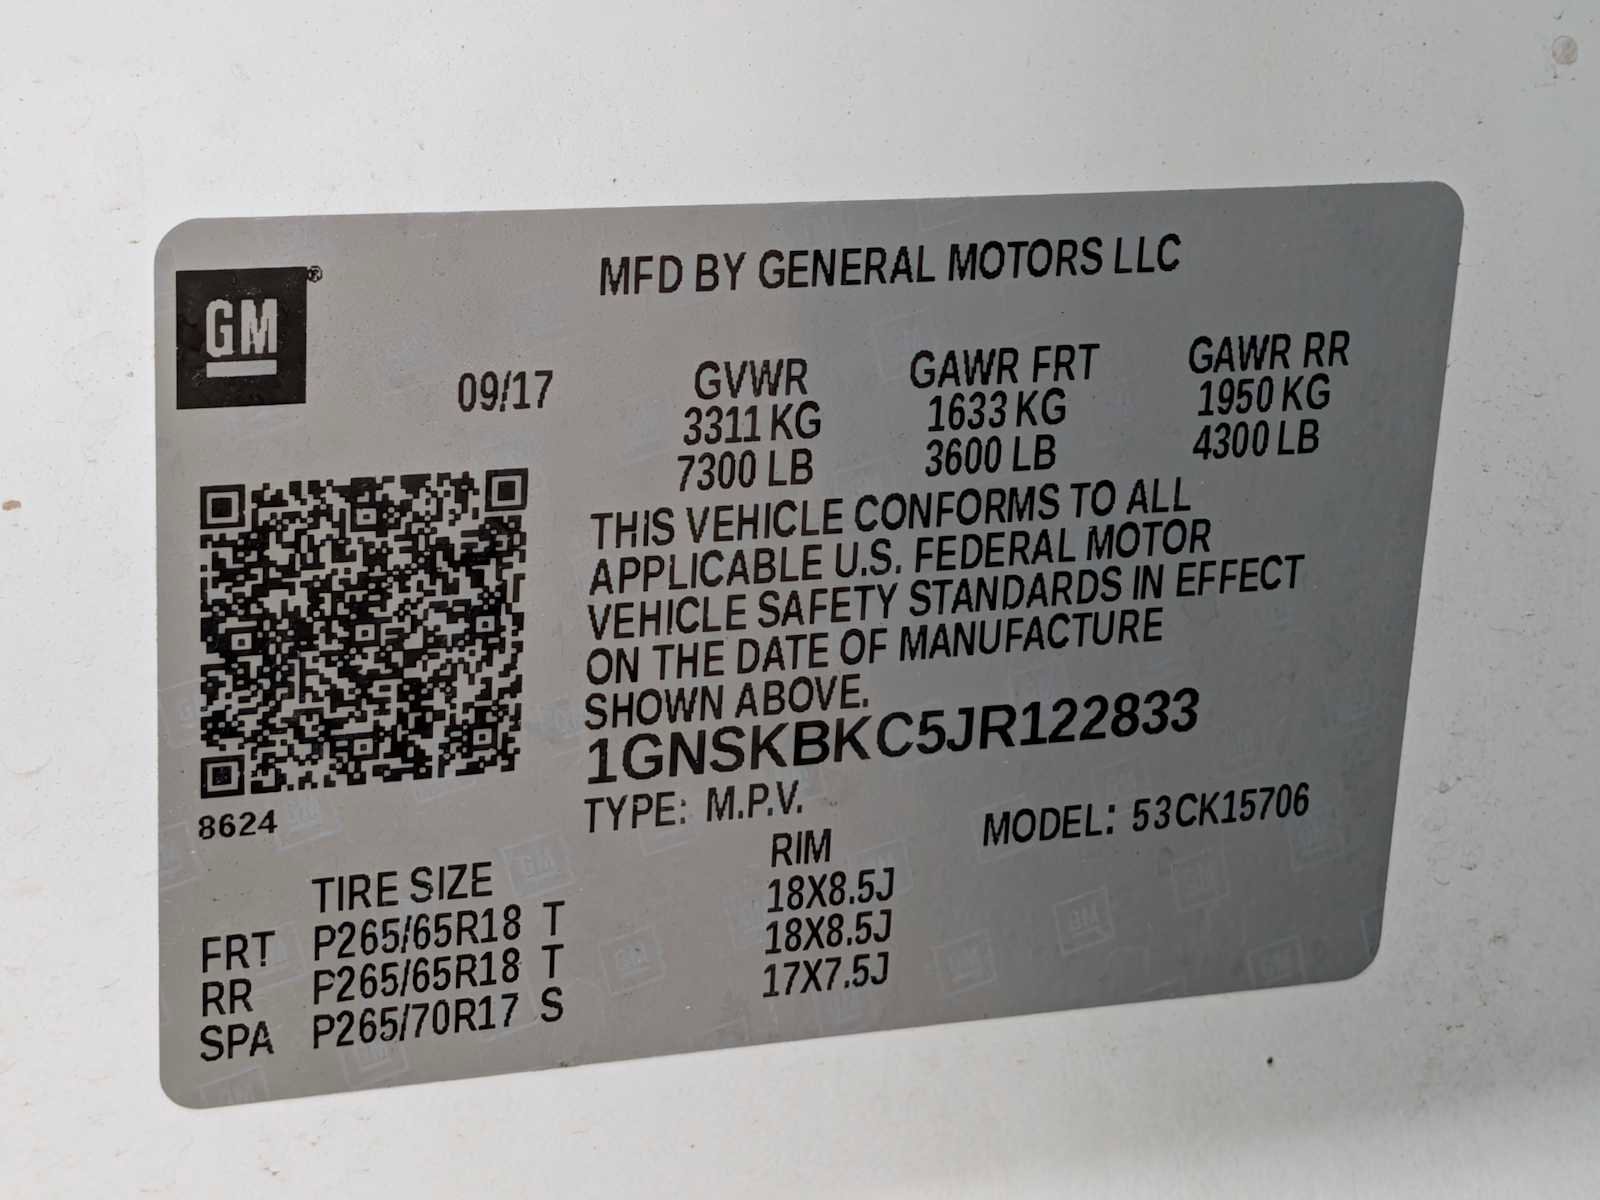 MFD BY GENERAL MOTORS LLC
GM®
09/17 GVWR GAWR FRT GAWR RR
3311 KG 1633 KG 1950 KG
7300 LB 3600 LB 4300 LB
THIS VEHICLE CONFORMS TO ALL
APPLICABLE U.S. FEDERAL MOTOR
VEHICLE SAFETY STANDARDS IN EFFECT
ON THE DATE OF MANUFACTURE
SHOWN ABOVE.
1GNSKBKC5JR122833
8624
TYPE: M.P.V. MODEL: 53CK15706
TIRE SIZE RIM
FRT P265/65R18 T 18X8.5J
RR P265/65R18 T 18X8.5J
SPA P265/70R17 S 17X7.5J